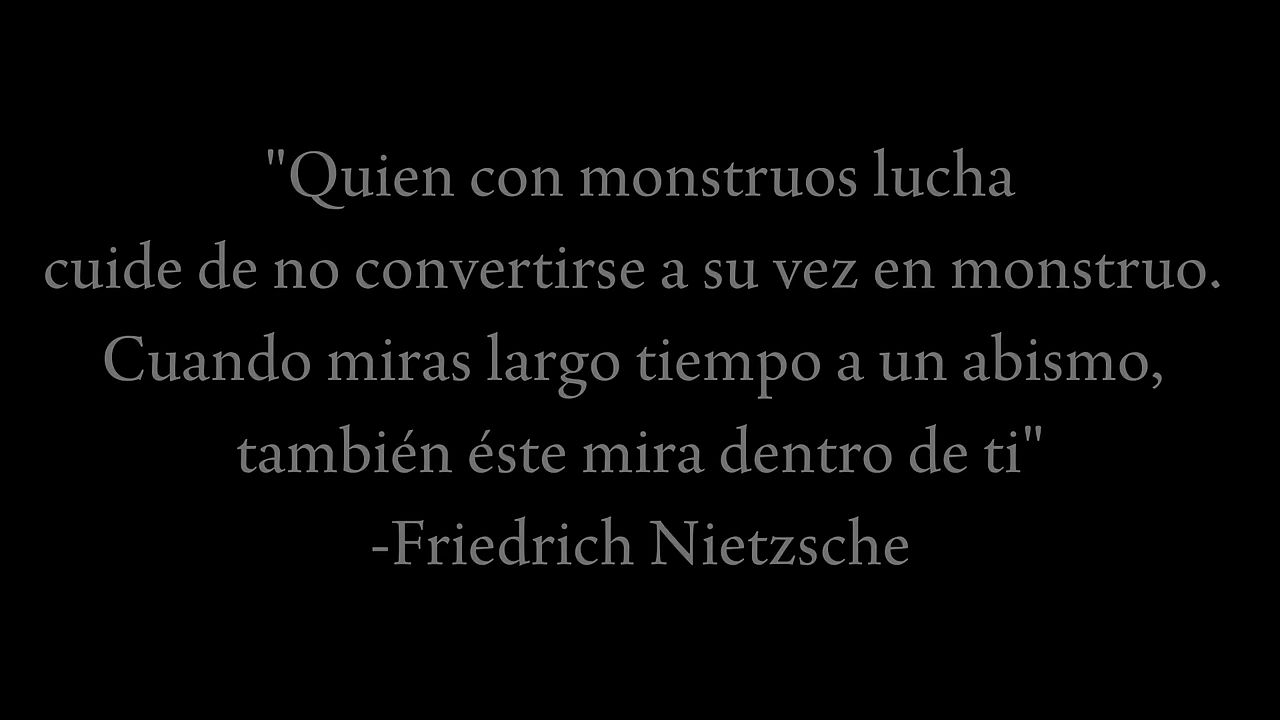 "Quien con monstruos lucha
cuide de no convertirse a su vez en monstruo.
Cuando miras largo tiempo a un abismo,
también éste mira dentro de ti"
-Friedrich Nietzsche